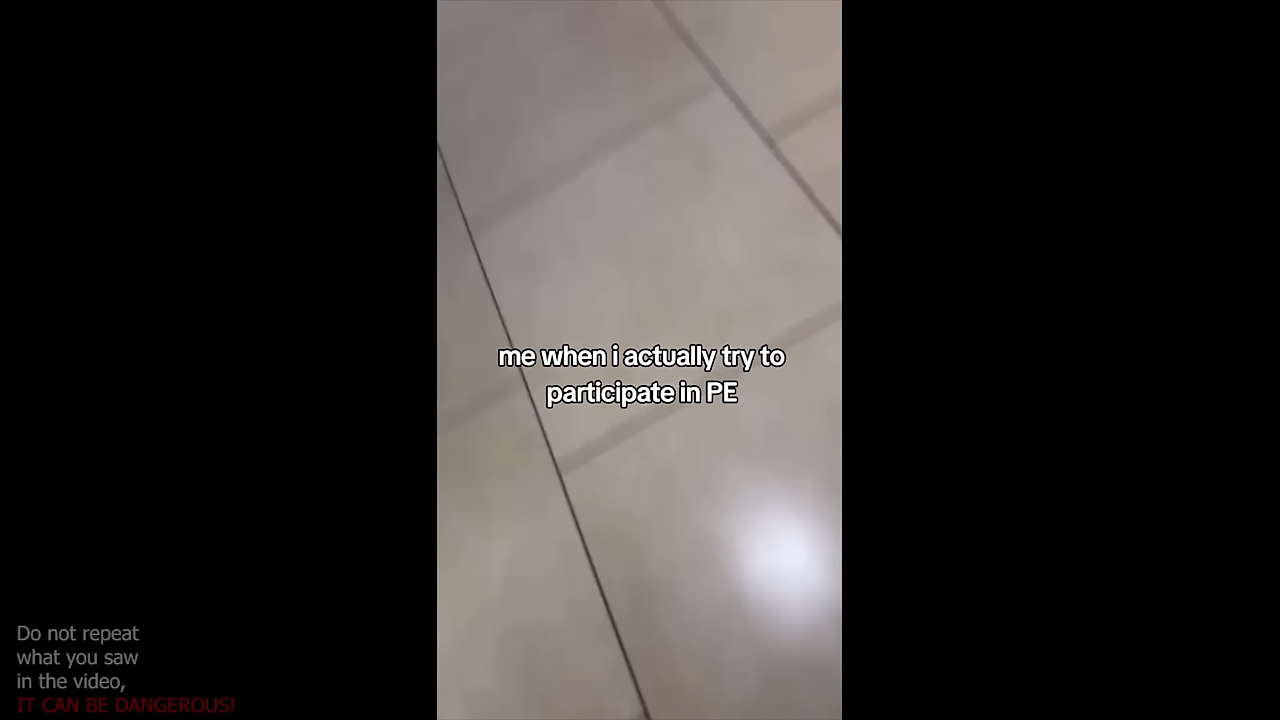 me when i actually try to
participate in PE
Do not repeat
what you saw
in the video,
IT CAN BE DANGEROUS!